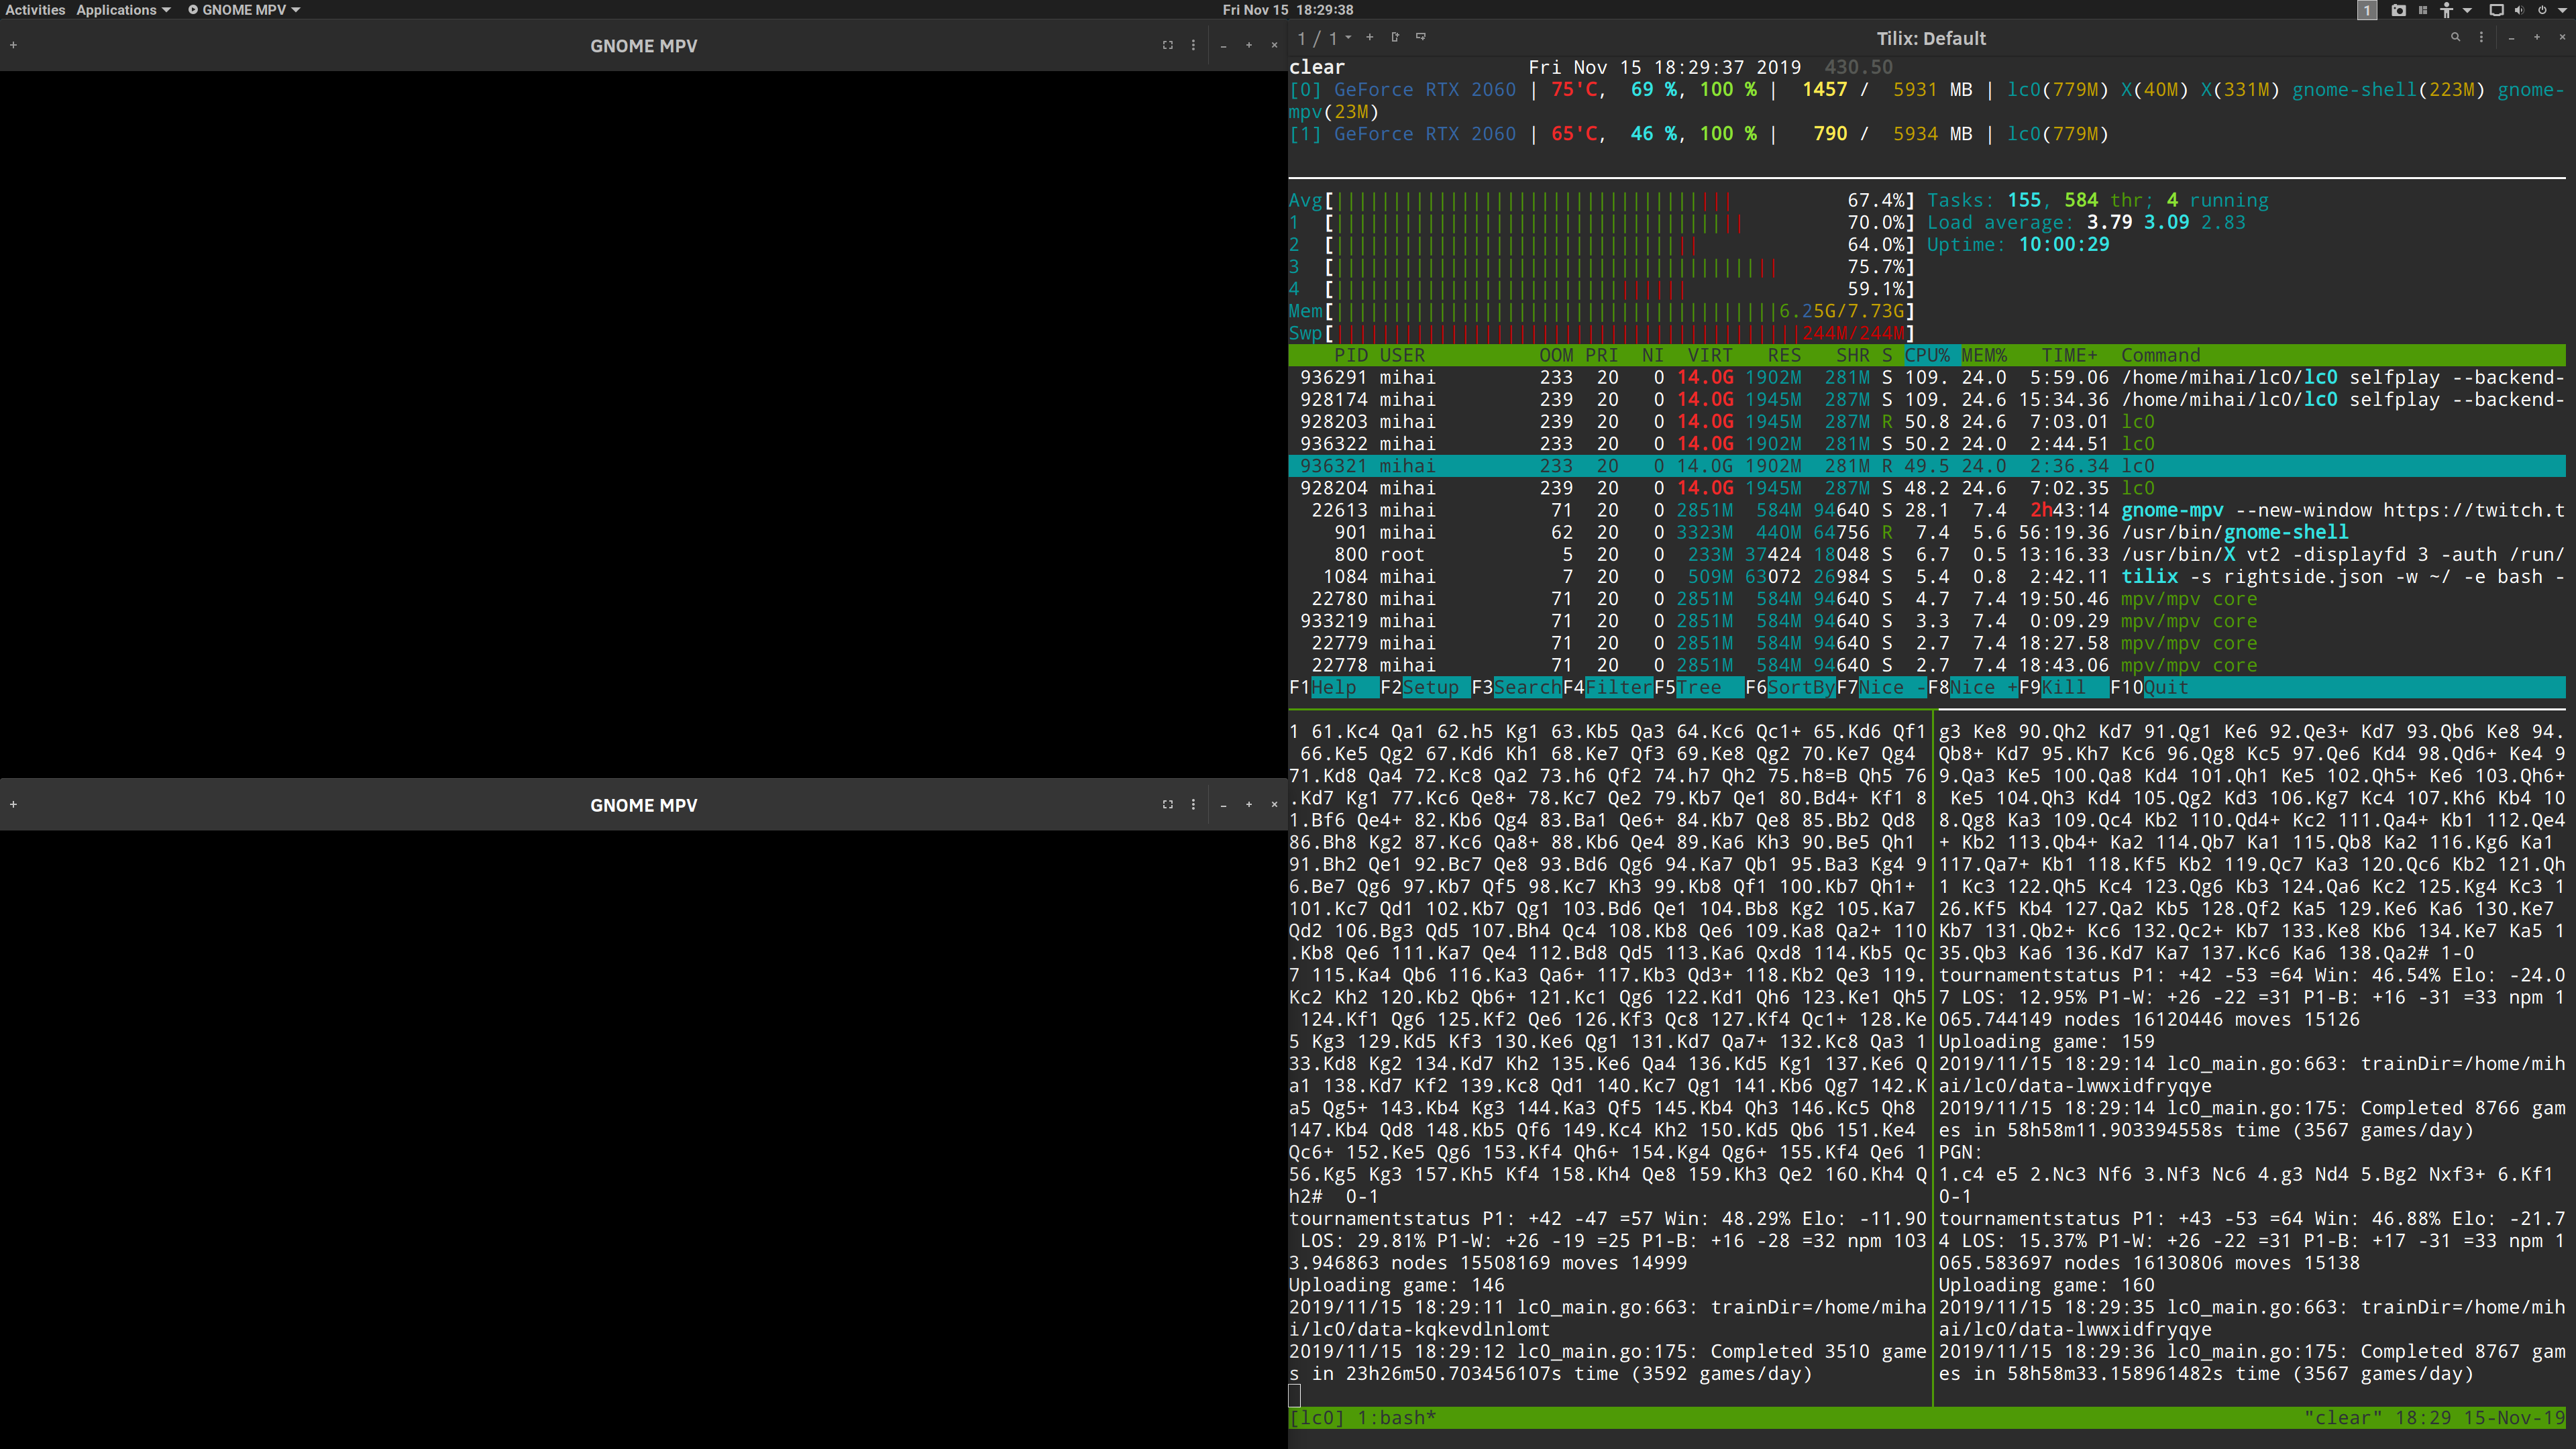 Activities Applications GNOME MPV Fri Nov 15 18:29:38 1
GNOME MPV
GNOME MPV
1 / 1 Tilix: Default
clear Fri Nov 15 18:29:37 2019 430.50
[0] GeForce RTX 2060 | 75'C, 69 %, 100 % | 1457 / 5931 MB | lc0(779M) X(40M) X(331M) gnome-shell(223M) gnome-
mpv(23M)
[1] GeForce RTX 2060 | 65'C, 46 %, 100 % | 790 / 5934 MB | lc0(779M)
Avg[ 67.4%] Tasks: 155, 584 thr; 4 running
1 [ 70.0%] Load average: 3.79 3.09 2.83
2 [ 64.0%] Uptime: 10:00:29
3 [ 75.7%]
4 [ 59.1%]
Mem[ 6.25G/7.73G]
Swp[ 244M/244M]
PID USER OOM PRI NI VIRT RES SHR S CPU% MEM% TIME+ Command
936291 mihai 233 20 0 14.0G 1902M 281M S 109. 24.0 5:59.06 /home/mihai/lc0/lc0 selfplay --backend-
928174 mihai 239 20 0 14.0G 1945M 287M S 109. 24.6 15:34.36 /home/mihai/lc0/lc0 selfplay --backend-
928203 mihai 239 20 0 14.0G 1945M 287M R 50.8 24.6 7:03.01 lc0
936322 mihai 233 20 0 14.0G 1902M 281M S 50.2 24.0 2:44.51 lc0
936321 mihai 233 20 0 14.0G 1902M 281M R 49.5 24.0 2:36.34 lc0
928204 mihai 239 20 0 14.0G 1945M 287M S 48.2 24.6 7:02.35 lc0
22613 mihai 71 20 0 2851M 584M 94640 S 28.1 7.4 2h43:14 gnome-mpv --new-window https://twitch.t
901 mihai 62 20 0 3323M 440M 64756 R 7.4 5.6 56:19.36 /usr/bin/gnome-shell
800 root 5 20 0 233M 37424 18048 S 6.7 0.5 13:16.33 /usr/bin/X vt2 -displayfd 3 -auth /run/
1084 mihai 7 20 0 509M 63072 26984 S 5.4 0.8 2:42.11 tilix -s rightside.json -w ~/ -e bash -
22780 mihai 71 20 0 2851M 584M 94640 S 4.7 7.4 19:50.46 mpv/mpv core
933219 mihai 71 20 0 2851M 584M 94640 S 3.3 7.4 0:09.29 mpv/mpv core
22779 mihai 71 20 0 2851M 584M 94640 S 2.7 7.4 18:27.58 mpv/mpv core
22778 mihai 71 20 0 2851M 584M 94640 S 2.7 7.4 18:43.06 mpv/mpv core
F1Help F2Setup F3SearchF4FilterF5Tree F6SortByF7Nice -F8Nice +F9Kill F10Quit
1 61.Kc4 Qa1 62.h5 Kg1 63.Kb5 Qa3 64.Kc6 Qc1+ 65.Kd6 Qf1
66.Ke5 Qg2 67.Kd6 Kh1 68.Ke7 Qf3 69.Ke8 Qg2 70.Ke7 Qg4
71.Kd8 Qa4 72.Kc8 Qa2 73.h6 Qf2 74.h7 Qh2 75.h8=B Qh5 76
.Kd7 Kg1 77.Kc6 Qe8+ 78.Kc7 Qe2 79.Kb7 Qe1 80.Bd4+ Kf1 8
1.Bf6 Qe4+ 82.Kb6 Qg4 83.Ba1 Qe6+ 84.Kb7 Qe8 85.Bb2 Qd8
86.Bh8 Kg2 87.Kc6 Qa8+ 88.Kb6 Qe4 89.Ka6 Kh3 90.Be5 Qh1
91.Bh2 Qe1 92.Bc7 Qe8 93.Bd6 Qg6 94.Ka7 Qb1 95.Ba3 Kg4 9
6.Be7 Qg6 97.Kb7 Qf5 98.Kc7 Kh3 99.Kb8 Qf1 100.Kb7 Qh1+
101.Kc7 Qd1 102.Kb7 Qg1 103.Bd6 Qe1 104.Bb8 Kg2 105.Ka7
Qd2 106.Bg3 Qd5 107.Bh4 Qc4 108.Kb8 Qe6 109.Ka8 Qa2+ 110
.Kb8 Qe6 111.Ka7 Qe4 112.Bd8 Qd5 113.Ka6 Qxd8 114.Kb5 Qc
7 115.Ka4 Qb6 116.Ka3 Qa6+ 117.Kb3 Qd3+ 118.Kb2 Qe3 119.
Kc2 Kh2 120.Kb2 Qb6+ 121.Kc1 Qg6 122.Kd1 Qh6 123.Ke1 Qh5
124.Kf1 Qg6 125.Kf2 Qe6 126.Kf3 Qc8 127.Kf4 Qc1+ 128.Ke
5 Kg3 129.Kd5 Kf3 130.Ke6 Qg1 131.Kd7 Qa7+ 132.Kc8 Qa3 1
33.Kd8 Kg2 134.Kd7 Kh2 135.Ke6 Qa4 136.Kd5 Kg1 137.Ke6 Q
a1 138.Kd7 Kf2 139.Kc8 Qd1 140.Kc7 Qg1 141.Kb6 Qg7 142.K
a5 Qg5+ 143.Kb4 Kg3 144.Ka3 Qf5 145.Kb4 Qh3 146.Kc5 Qh8
147.Kb4 Qd8 148.Kb5 Qf6 149.Kc4 Kh2 150.Kd5 Qb6 151.Ke4
Qc6+ 152.Ke5 Qg6 153.Kf4 Qh6+ 154.Kg4 Qg6+ 155.Kf4 Qe6 1
56.Kg5 Kg3 157.Kh5 Kf4 158.Kh4 Qe8 159.Kh3 Qe2 160.Kh4 Q
h2# 0-1
tournamentstatus P1: +42 -47 =57 Win: 48.29% Elo: -11.90
LOS: 29.81% P1-W: +26 -19 =25 P1-B: +16 -28 =32 npm 103
3.946863 nodes 15508169 moves 14999
Uploading game: 146
2019/11/15 18:29:11 lc0_main.go:663: trainDir=/home/miha
i/lc0/data-kqkevdlnlomt
2019/11/15 18:29:12 lc0_main.go:175: Completed 3510 game
s in 23h26m50.703456107s time (3592 games/day)
g3 Ke8 90.Qh2 Kd7 91.Qg1 Ke6 92.Qe3+ Kd7 93.Qb6 Ke8 94.
Qb8+ Kd7 95.Kh7 Kc6 96.Qg8 Kc5 97.Qe6 Kd4 98.Qd6+ Ke4 9
9.Qa3 Ke5 100.Qa8 Kd4 101.Qh1 Ke5 102.Qh5+ Ke6 103.Qh6+
Ke5 104.Qh3 Kd4 105.Qg2 Kd3 106.Kg7 Kc4 107.Kh6 Kb4 10
8.Qg8 Ka3 109.Qc4 Kb2 110.Qd4+ Kc2 111.Qa4+ Kb1 112.Qe4
+ Kb2 113.Qb4+ Ka2 114.Qb7 Ka1 115.Qb8 Ka2 116.Kg6 Ka1
117.Qa7+ Kb1 118.Kf5 Kb2 119.Qc7 Ka3 120.Qc6 Kb2 121.Qh
1 Kc3 122.Qh5 Kc4 123.Qg6 Kb3 124.Qa6 Kc2 125.Kg4 Kc3 1
26.Kf5 Kb4 127.Qa2 Kb5 128.Qf2 Ka5 129.Ke6 Ka6 130.Ke7
Kb7 131.Qb2+ Kc6 132.Qc2+ Kb7 133.Ke8 Kb6 134.Ke7 Ka5 1
35.Qb3 Ka6 136.Kd7 Ka7 137.Kc6 Ka6 138.Qa2# 1-0
tournamentstatus P1: +42 -53 =64 Win: 46.54% Elo: -24.0
7 LOS: 12.95% P1-W: +26 -22 =31 P1-B: +16 -31 =33 npm 1
065.744149 nodes 16120446 moves 15126
Uploading game: 159
2019/11/15 18:29:14 lc0_main.go:663: trainDir=/home/mih
ai/lc0/data-lwwxidfryqye
2019/11/15 18:29:14 lc0_main.go:175: Completed 8766 gam
es in 58h58m11.903394558s time (3567 games/day)
PGN:
1.c4 e5 2.Nc3 Nf6 3.Nf3 Nc6 4.g3 Nd4 5.Bg2 Nxf3+ 6.Kf1
0-1
tournamentstatus P1: +43 -53 =64 Win: 46.88% Elo: -21.7
4 LOS: 15.37% P1-W: +26 -22 =31 P1-B: +17 -31 =33 npm 1
065.583697 nodes 16130806 moves 15138
Uploading game: 160
2019/11/15 18:29:35 lc0_main.go:663: trainDir=/home/mih
ai/lc0/data-lwwxidfryqye
2019/11/15 18:29:36 lc0_main.go:175: Completed 8767 gam
es in 58h58m33.158961482s time (3567 games/day)
[lc0] 1:bash* "clear" 18:29 15-Nov-19